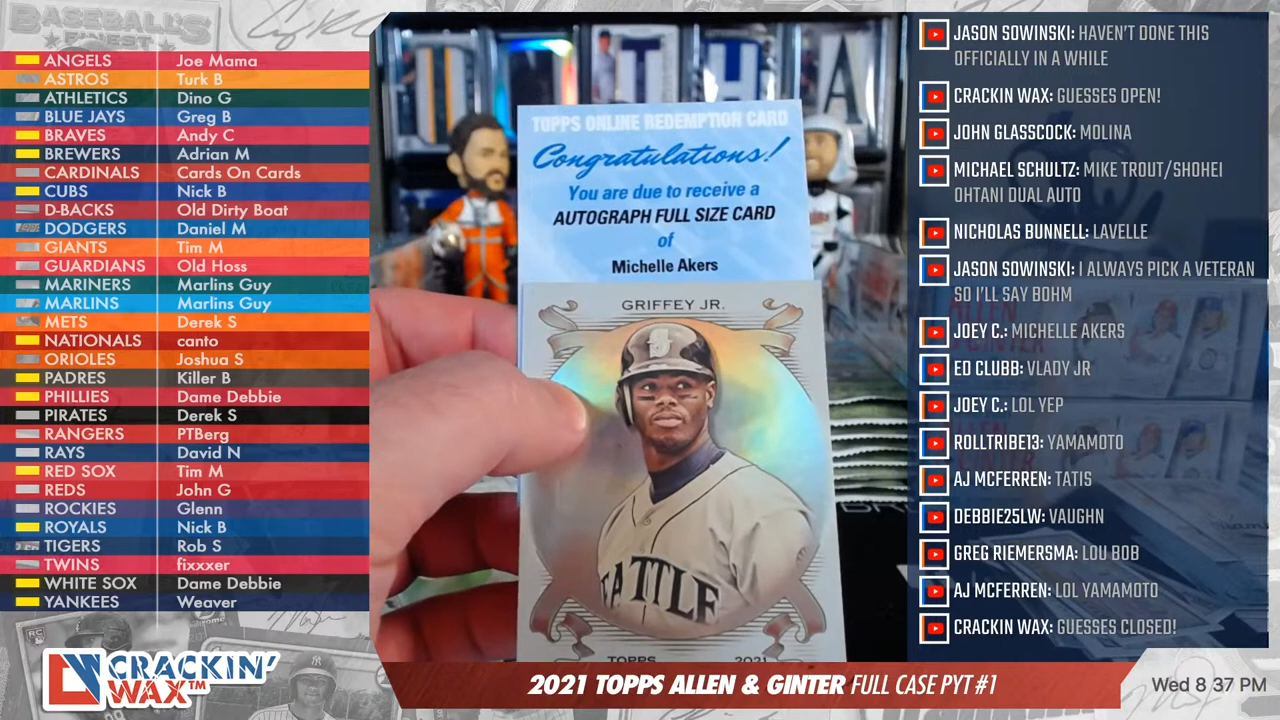 BASEBALL'S
FINEST
ANGELS Joe Mama
ASTROS Turk B
ATHLETICS Dino G
BLUE JAYS Greg B
BRAVES Andy C
BREWERS Adrian M
CARDINALS Cards On Cards
CUBS Nick B
D-BACKS Old Dirty Boat
DODGERS Daniel M
GIANTS Tim M
GUARDIANS Old Hoss
MARINERS Marlins Guy
MARLINS Marlins Guy
METS Derek S
NATIONALS canto
ORIOLES Joshua S
PADRES Killer B
PHILLIES Dame Debbie
PIRATES Derek S
RANGERS PTBerg
RAYS David N
RED SOX Tim M
REDS John G
ROCKIES Glenn
ROYALS Nick B
TIGERS Rob S
TWINS fixxxer
WHITE SOX Dame Debbie
YANKEES Weaver
RC
CRACKIN'
WAX™
TOPPS ONLINE REDEMPTION CARD
Congratulations!
You are due to receive a
AUTOGRAPH FULL SIZE CARD
of
Michelle Akers
GRIFFEY JR.
EATTLE
TOPPS 2021
JASON SOWINSKI: HAVEN'T DONE THIS
OFFICIALLY IN A WHILE
CRACKIN WAX: GUESSES OPEN!
JOHN GLASSCOCK: MOLINA
MICHAEL SCHULTZ: MIKE TROUT/SHOHEI
OHTANI DUAL AUTO
NICHOLAS BUNNELL: LAVELLE
JASON SOWINSKI: I ALWAYS PICK A VETERAN
SO I'LL SAY BOHM
JOEY C.: MICHELLE AKERS
ED CLUBB: VLADY JR
JOEY C.: LOL YEP
ROLLTRIBE13: YAMAMOTO
AJ MCFERREN: TATIS
DEBBIE25LW: VAUGHN
GREG RIEMERSMA: LOU BOB
AJ MCFERREN: LOL YAMAMOTO
CRACKIN WAX: GUESSES CLOSED!
2021 TOPPS ALLEN & GINTER FULL CASE PYT #1
Wed 8 37 PM